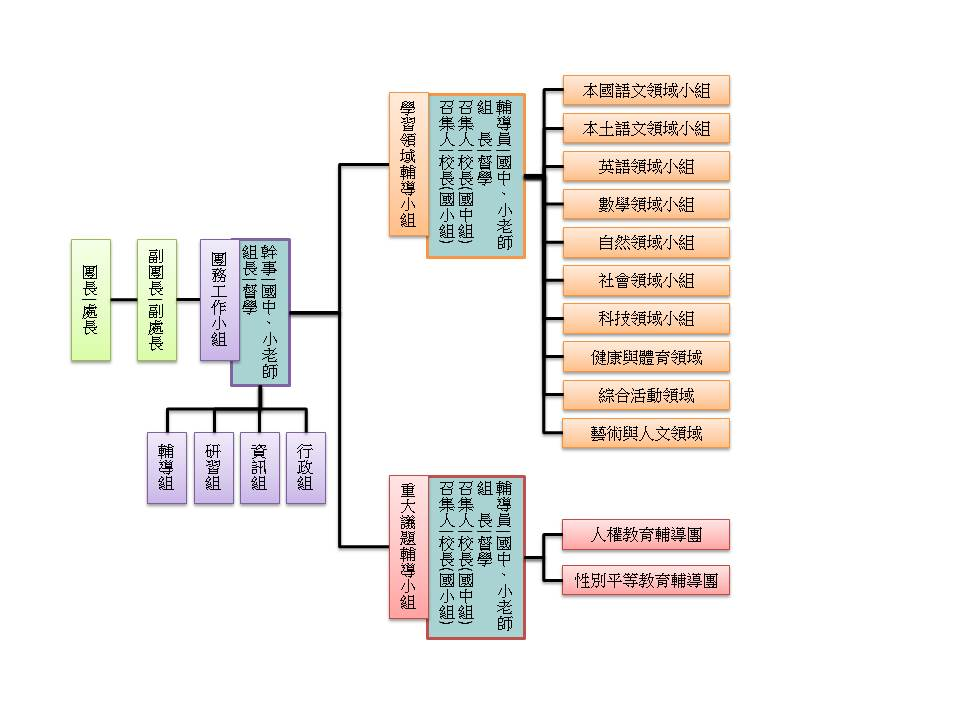 團長|處長
副團長|副處長
團務工作小組
幹事|國中、小老師
組長|督學
輔導組
研習組
資訊組
行政組
學習領域輔導小組
輔導員|國中、小老師
組　長|督學
召集人|校長(國中組)
召集人|校長(國小組)
本國語文領域小組
本土語文領域小組
英語領域小組
數學領域小組
自然領域小組
社會領域小組
科技領域小組
健康與體育領域
綜合活動領域
藝術與人文領域
重大議題輔導小組
輔導員|國中、小老師
組　長|督學
召集人|校長(國中組)
召集人|校長(國小組)
人權教育輔導團
性別平等教育輔導團